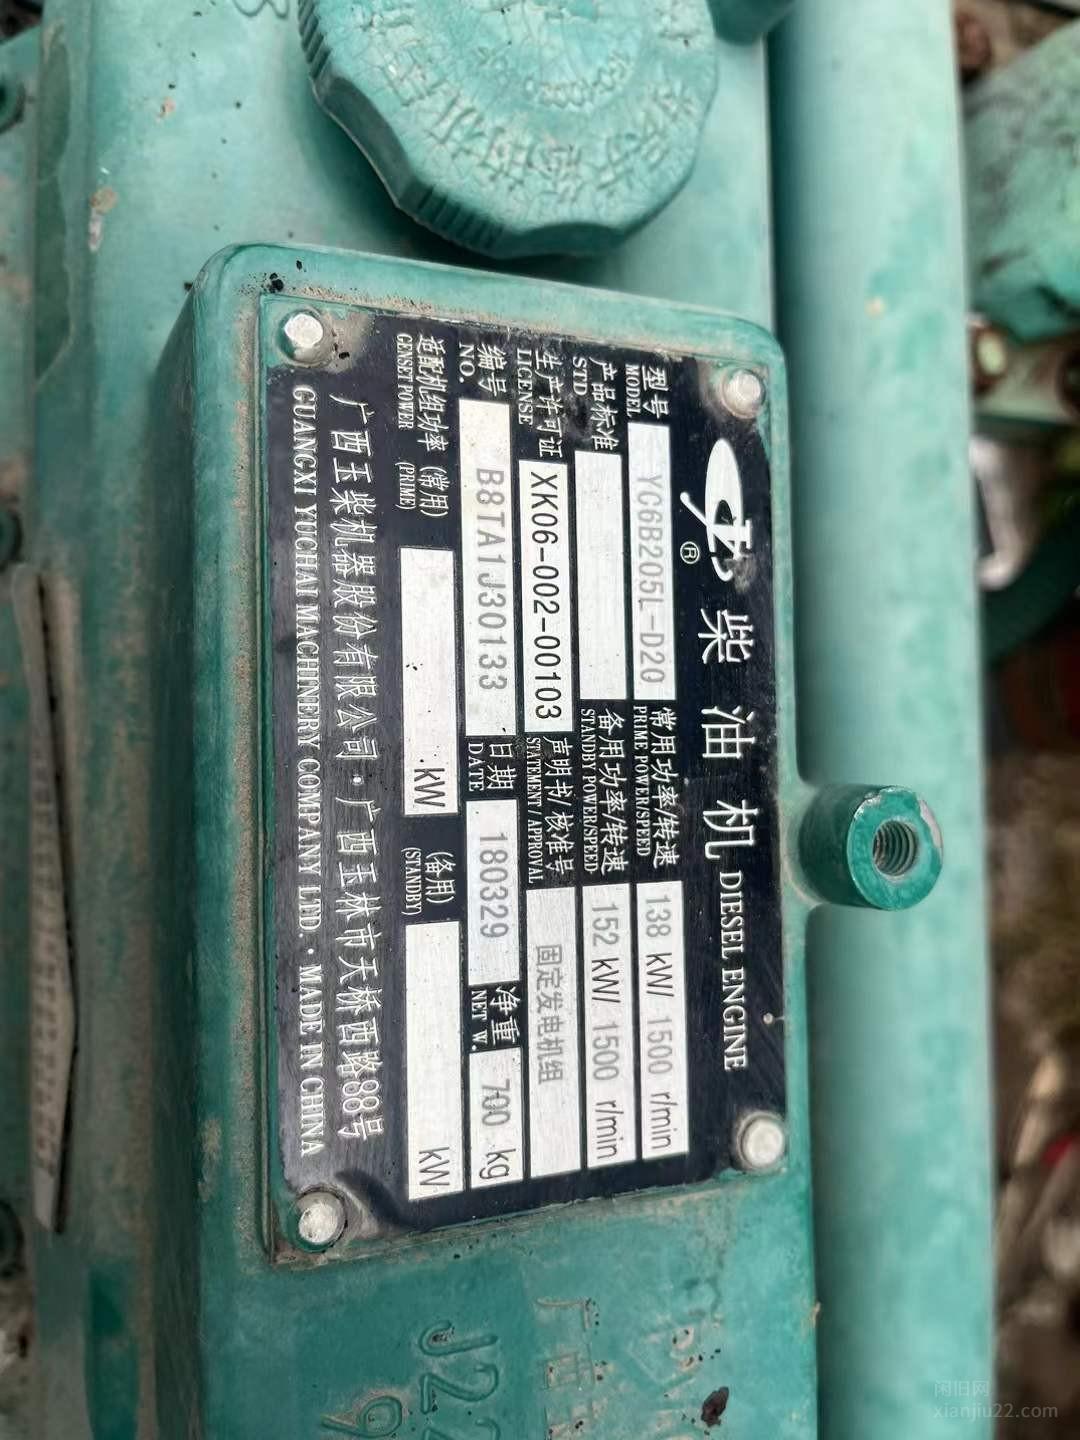 柴油机 DIESEL ENGINE
®
型号 MODEL YC6B205L-D20 常用功率/转速 PRIME POWER/SPEED 138 kW/ 1500 r/min
产品标准 STD 备用功率/转速 STANDBY POWER/SPEED 152 kW/ 1500 r/min
生产许可证 LICENSE XK06-002-00103 声明书/核准号 STATEMENT/APPROVAL 固定发电机组
编号 NO. B8TA1J30133 日期 DATE 180329 净重 NET W. 700 kg
适配机组功率 GENSET POWER (常用) (PRIME) kW (备用) (STANDBY) kW
广西玉柴机器股份有限公司·广西玉林市天桥西路88号
GUANGXI YUCHAI MACHINERY COMPANY LTD.·MADE IN CHINA
闲旧网
xianjiu22.com